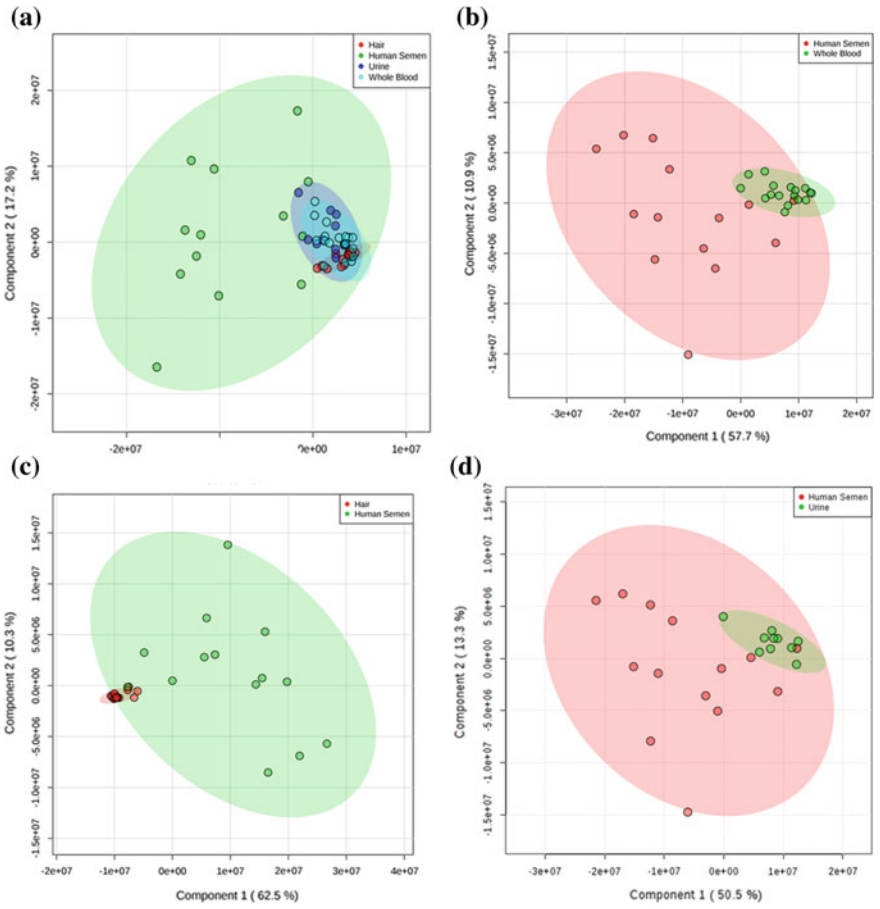 (a)
Hair
Human Semen
Urine
Whole Blood
2e+07
1e+07
0e+00
-1e+07
-2e+07
Component 2 ( 17.2 %)
-2e+07
1e+07
(b)
Human Semen
Whole Blood
1.5e+07
1.0e+07
5.0e+06
0.0e+00
-5.0e+06
-1.0e+07
-1.5e+07
Component 2 ( 10.9 %)
-3e+07 -2e+07 -1e+07 0e+00 1e+07 2e+07
Component 1 ( 57.7 %)
(c)
Hair
Human Semen
1.5e+07
1.0e+07
5.0e+06
0.0e+00
-5.0e+06
-1.0e+07
-1.5e+07
Component 2 ( 10.3 %)
-2e+07 -1e+07 0e+00 1e+07 2e+07 3e+07 4e+07
Component 1 ( 62.5 %)
(d)
Human Semen
Urine
1.5e+07
1.0e+07
5.0e+06
0.0e+00
-5.0e+06
-1.0e+07
-1.5e+07
Component 2 ( 13.3 %)
-3e+07 -2e+07 -1e+07 0e+00 1e+07 2e+07
Component 1 ( 50.5 %)